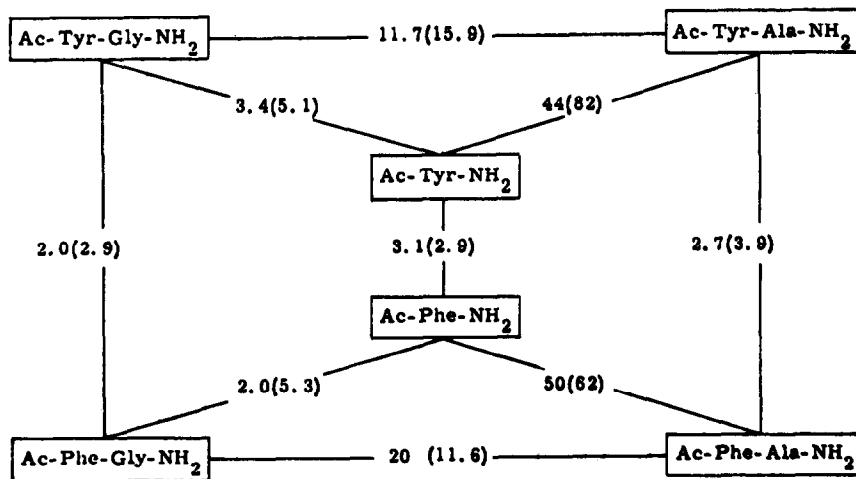 Ac-Tyr-Gly-NH2 11.7(15.9) Ac-Tyr-Ala-NH2
3.4(5.1) 44(82)
Ac-Tyr-NH2
2.0(2.9) 3.1(2.9) 2.7(3.9)
Ac-Phe-NH2
2.0(5.3) 50(62)
Ac-Phe-Gly-NH2 20 (11.6) Ac-Phe-Ala-NH2